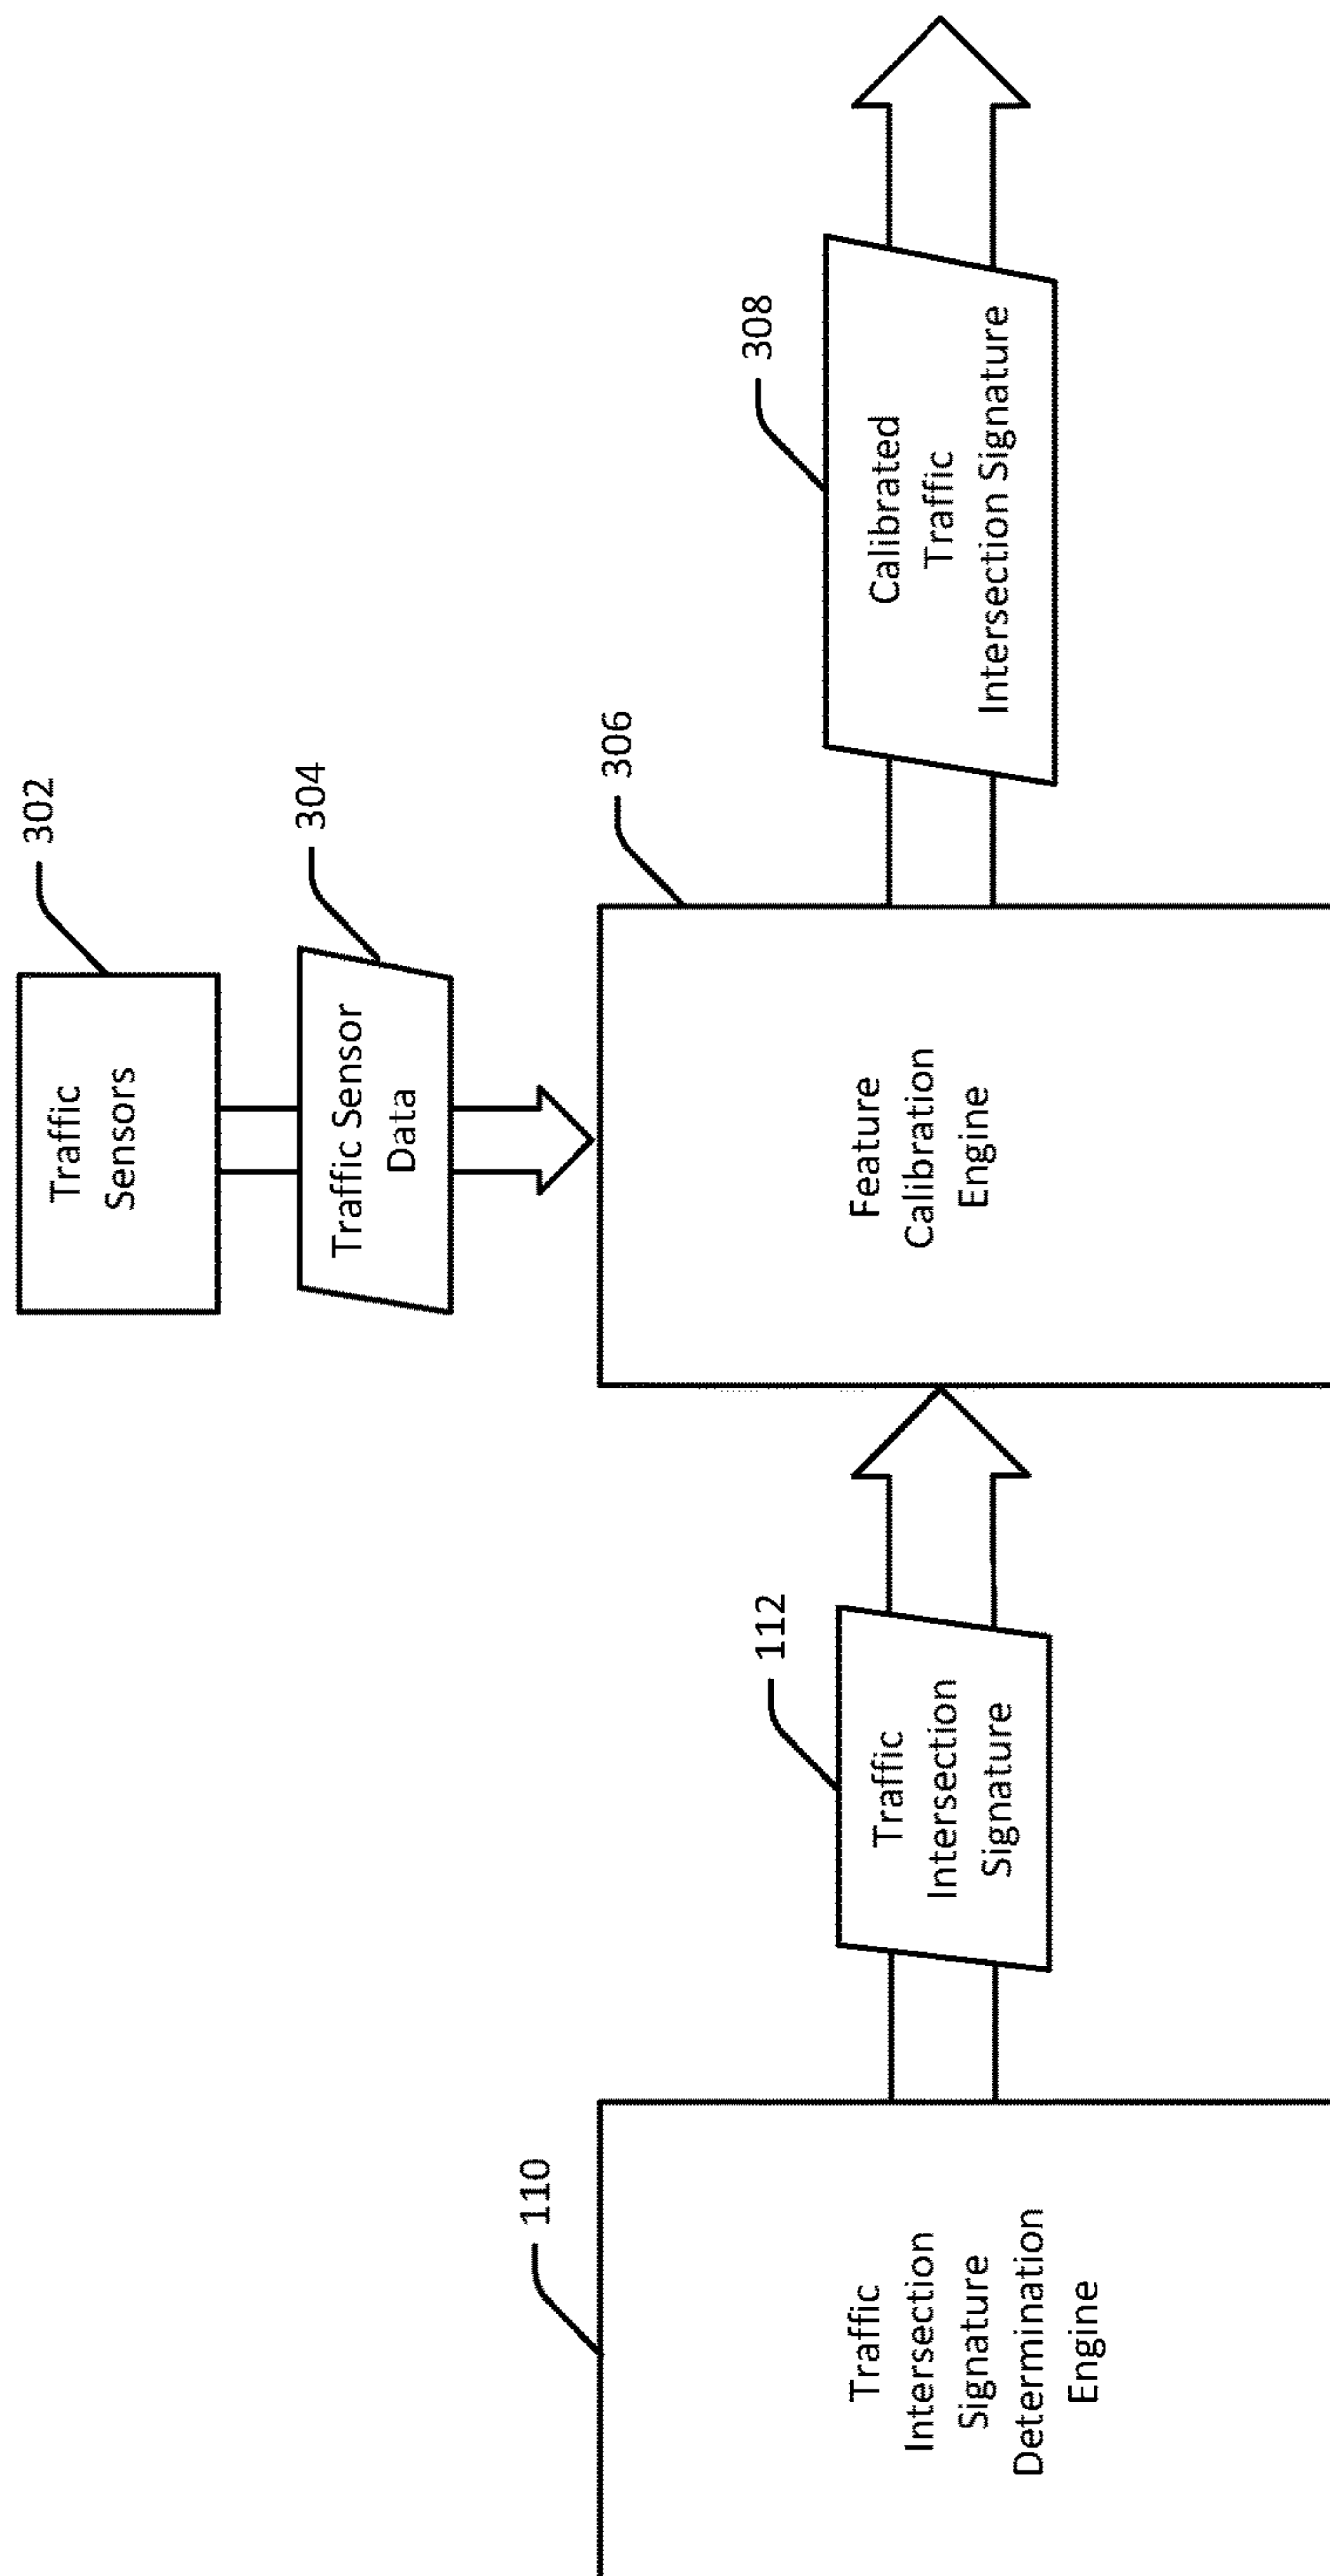 302
Traffic
Sensors
304
Traffic Sensor
Data
110
Traffic
Intersection
Signature
Determination
Engine
112
Traffic
Intersection
Signature
306
Feature
Calibration
Engine
308
Calibrated
Traffic
Intersection Signature